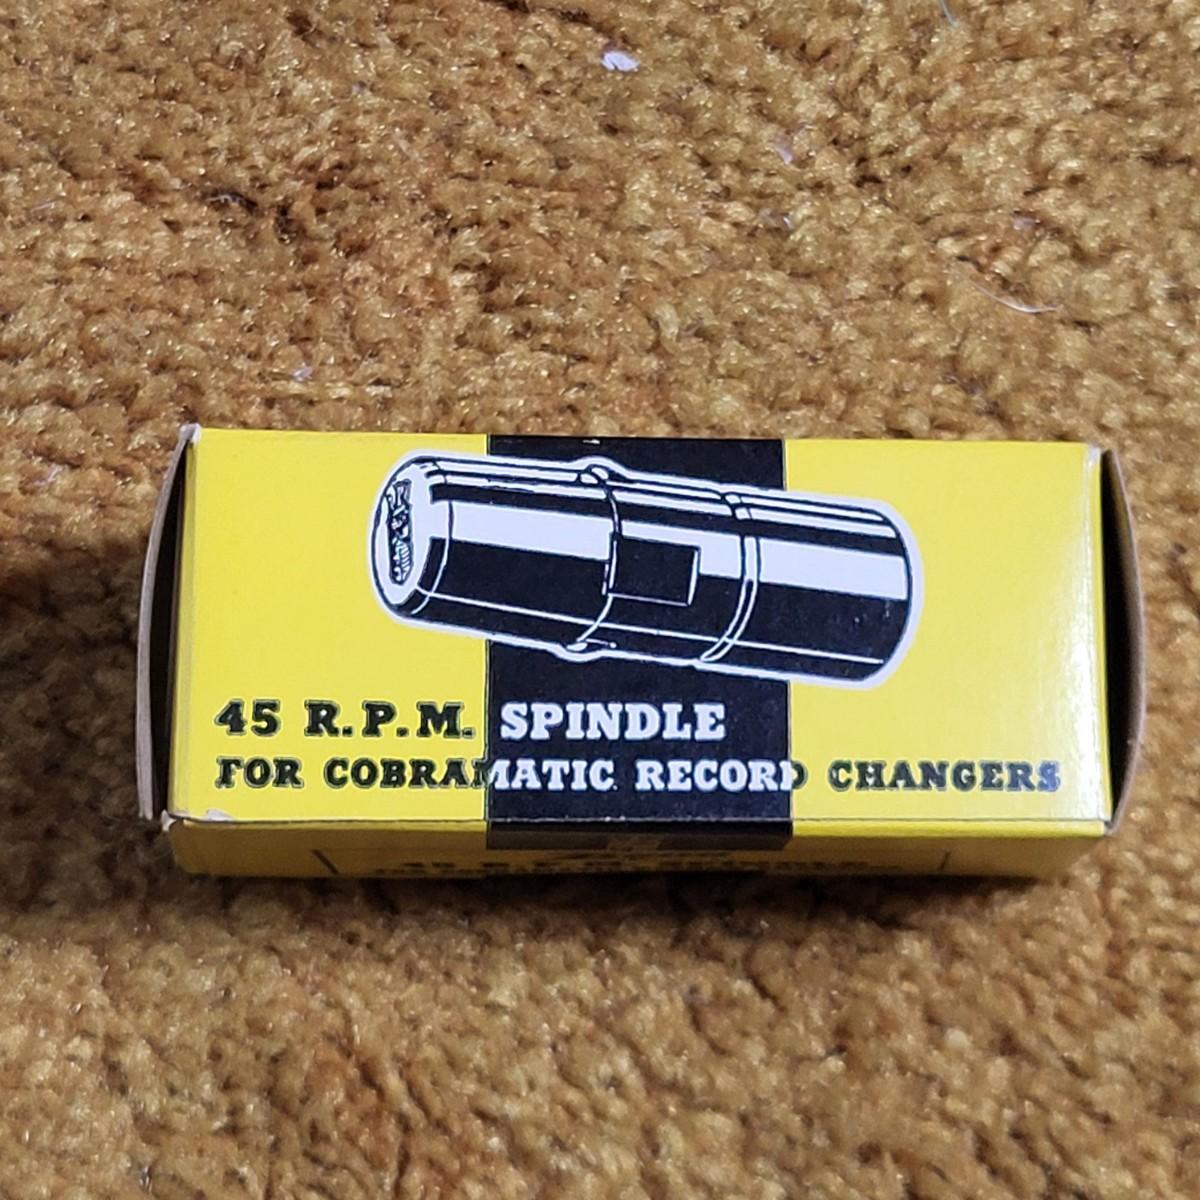 45 R.P.M. SPINDLE
FOR COBRAMATIC RECORD CHANGERS